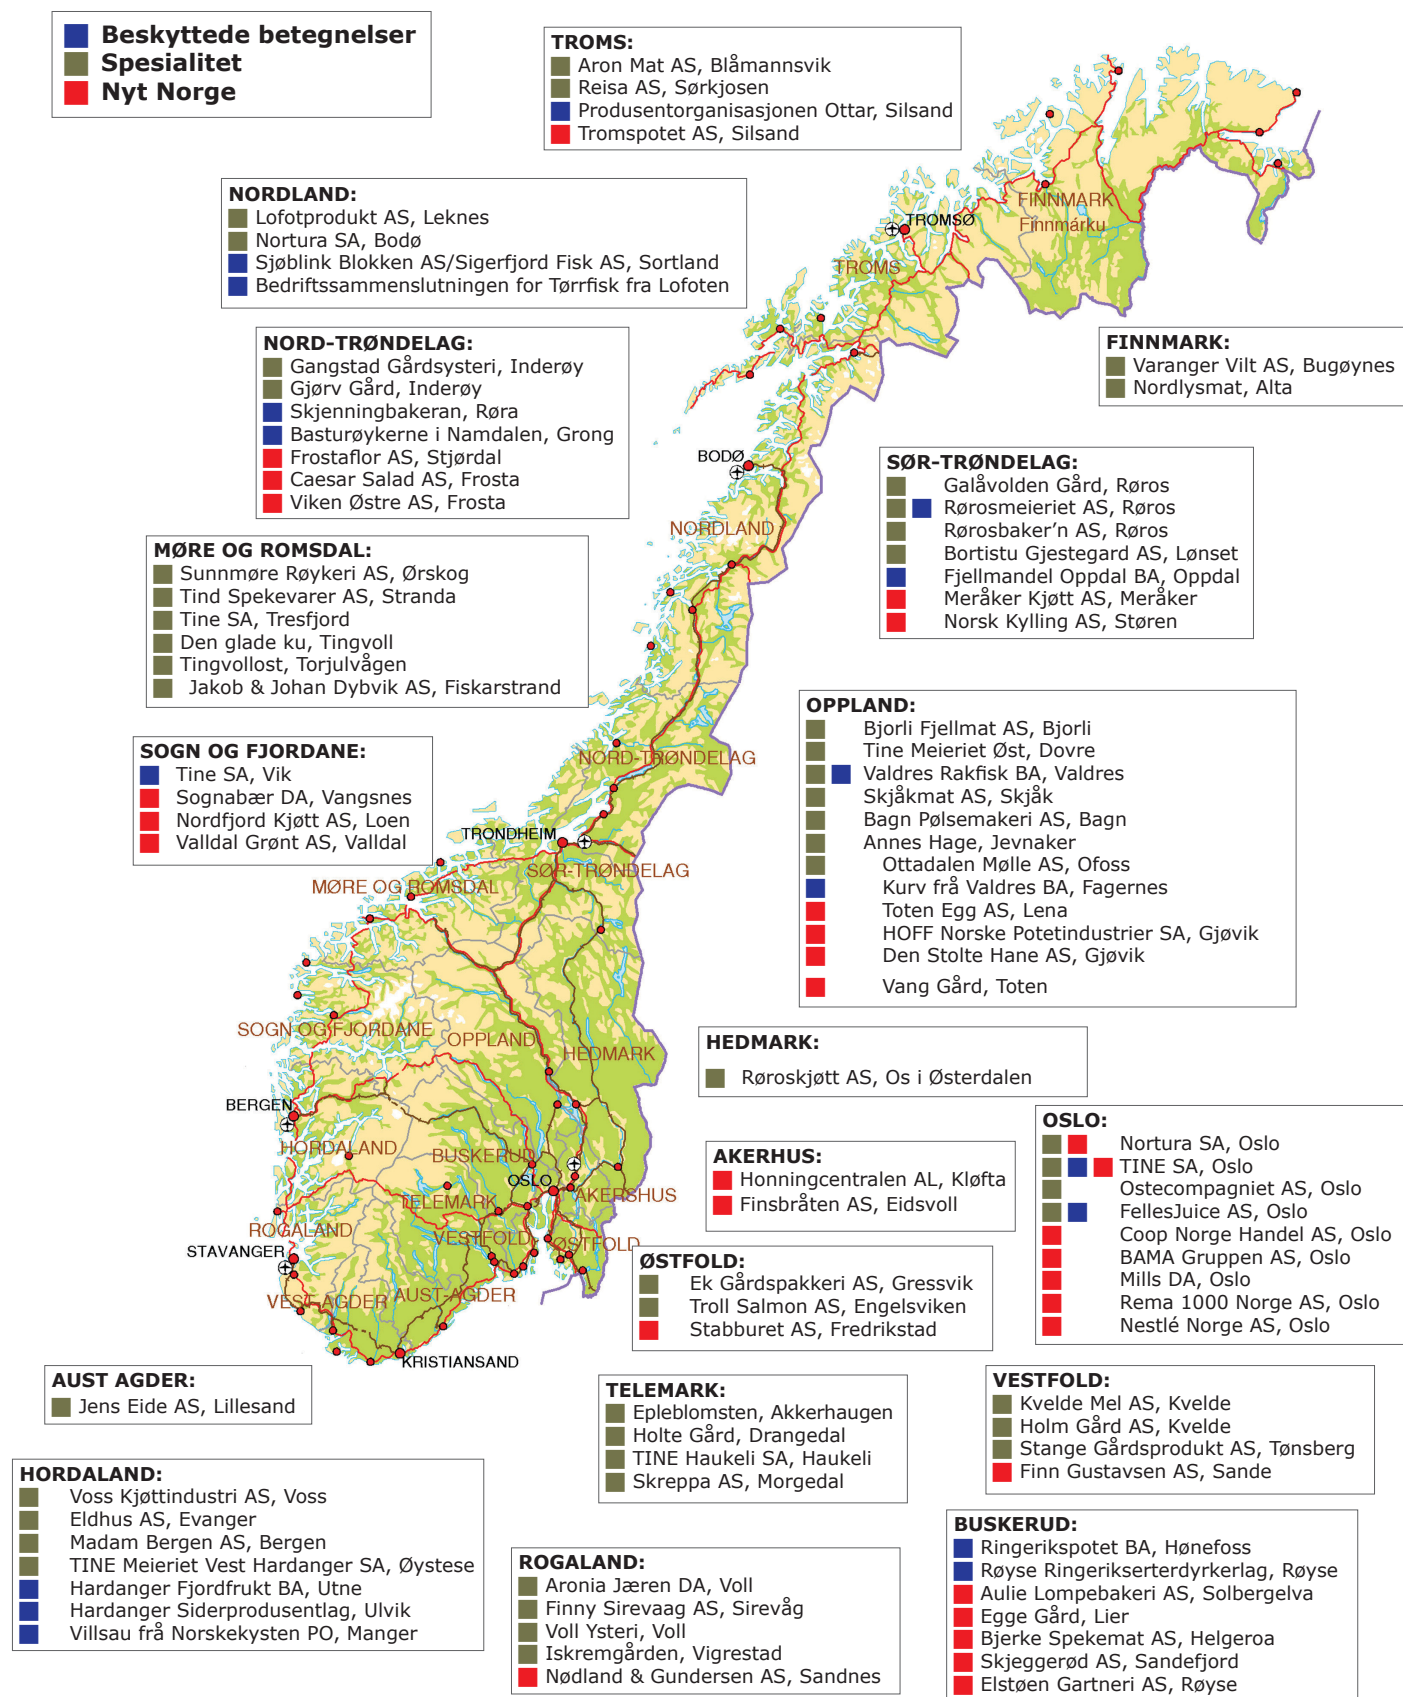 Beskyttede betegnelser
Spesialitet
Nyt Norge
TROMS:
Aron Mat AS, Blåmannsvik
Reisa AS, Sørkjosen
Produsentorganisasjonen Ottar, Silsand
Tromspotet AS, Silsand
NORDLAND:
Lofotprodukt AS, Leknes
Nortura SA, Bodø
Sjøblink Blokken AS/Sigerfjord Fisk AS, Sortland
Bedriftssammenslutningen for Tørrfisk fra Lofoten
NORD-TRØNDELAG:
Gangstad Gårdsysteri, Inderøy
Gjørv Gård, Inderøy
Skjenningbakeran, Røra
Basturøykerne i Namdalen, Grong
Frostaflor AS, Stjørdal
Caesar Salad AS, Frosta
Viken Østre AS, Frosta
FINNMARK:
Varanger Vilt AS, Bugøynes
Nordlysmat, Alta
SØR-TRØNDELAG:
Galåvolden Gård, Røros
Rørosmeieriet AS, Røros
Rørosbaker’n AS, Røros
Bortistu Gjestegard AS, Lønset
Fjellmandel Oppdal BA, Oppdal
Meråker Kjøtt AS, Meråker
Norsk Kylling AS, Støren
MØRE OG ROMSDAL:
Sunnmøre Røykeri AS, Ørskog
Tind Spekevarer AS, Stranda
Tine SA, Tresfjord
Den glade ku, Tingvoll
Tingvollost, Torjulvågen
Jakob & Johan Dybvik AS, Fiskarstrand
SOGN OG FJORDANE:
Tine SA, Vik
Sognabær DA, Vangsnes
Nordfjord Kjøtt AS, Loen
Valldal Grønt AS, Valldal
OPPLAND:
Bjorli Fjellmat AS, Bjorli
Tine Meieriet Øst, Dovre
Valdres Rakfisk BA, Valdres
Skjåkmat AS, Skjåk
Bagn Pølsemakeri AS, Bagn
Annes Hage, Jevnaker
Ottadalen Mølle AS, Ofoss
Kurv frå Valdres BA, Fagernes
Toten Egg AS, Lena
HOFF Norske Potetindustrier SA, Gjøvik
Den Stolte Hane AS, Gjøvik
Vang Gård, Toten
HEDMARK:
Røroskjøtt AS, Os i Østerdalen
AKERHUS:
Honningcentralen AL, Kløfta
Finsbråten AS, Eidsvoll
OSLO:
Nortura SA, Oslo
TINE SA, Oslo
Ostecompagniet AS, Oslo
FellesJuice AS, Oslo
Coop Norge Handel AS, Oslo
BAMA Gruppen AS, Oslo
Mills DA, Oslo
Rema 1000 Norge AS, Oslo
Nestlé Norge AS, Oslo
ØSTFOLD:
Ek Gårdspakkeri AS, Gressvik
Troll Salmon AS, Engelsviken
Stabburet AS, Fredrikstad
AUST AGDER:
Jens Eide AS, Lillesand
TELEMARK:
Epleblomsten, Akkerhaugen
Holte Gård, Drangedal
TINE Haukeli SA, Haukeli
Skreppa AS, Morgedal
VESTFOLD:
Kvelde Mel AS, Kvelde
Holm Gård AS, Kvelde
Stange Gårdsprodukt AS, Tønsberg
Finn Gustavsen AS, Sande
HORDALAND:
Voss Kjøttindustri AS, Voss
Eldhus AS, Evanger
Madam Bergen AS, Bergen
TINE Meieriet Vest Hardanger SA, Øystese
Hardanger Fjordfrukt BA, Utne
Hardanger Siderprodusentlag, Ulvik
Villsau frå Norskekysten PO, Manger
ROGALAND:
Aronia Jæren DA, Voll
Finny Sirevaag AS, Sirevåg
Voll Ysteri, Voll
Iskremgården, Vigrestad
Nødland & Gundersen AS, Sandnes
BUSKERUD:
Ringerikspotet BA, Hønefoss
Røyse Ringerikserterdyrkerlag, Røyse
Aulie Lompebakeri AS, Solbergelva
Egge Gård, Lier
Bjerke Spekemat AS, Helgeroa
Skjeggerød AS, Sandefjord
Elstøen Gartneri AS, Røyse
FINNMARK
Finnmárku
TROMSØ
TROMS
BODØ
NORDLAND
NORD-TRØNDELAG
TRONDHEIM
SØR-TRØNDELAG
MØRE OG ROMSDAL
SOGN OG FJORDANE
OPPLAND
HEDMARK
BERGEN
HORDALAND
BUSKERUD
OSLO
AKERSHUS
TELEMARK
ROGALAND
VESTFOLD
ØSTFOLD
STAVANGER
VEST-AGDER
AUST-AGDER
KRISTIANSAND